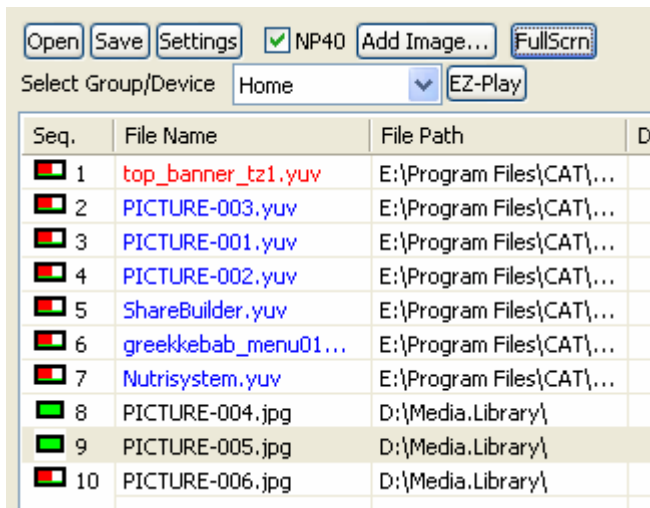 Open Save Settings NP40 Add Image... FullScrn
Select Group/Device Home EZ-Play
Seq. File Name File Path D
1 top_banner_tz1.yuv E:\Program Files\CAT\...
2 PICTURE-003.yuv E:\Program Files\CAT\...
3 PICTURE-001.yuv E:\Program Files\CAT\...
4 PICTURE-002.yuv E:\Program Files\CAT\...
5 ShareBuilder.yuv E:\Program Files\CAT\...
6 greekkebab_menu01... E:\Program Files\CAT\...
7 Nutrisystem.yuv E:\Program Files\CAT\...
8 PICTURE-004.jpg D:\Media.Library\
9 PICTURE-005.jpg D:\Media.Library\
10 PICTURE-006.jpg D:\Media.Library\